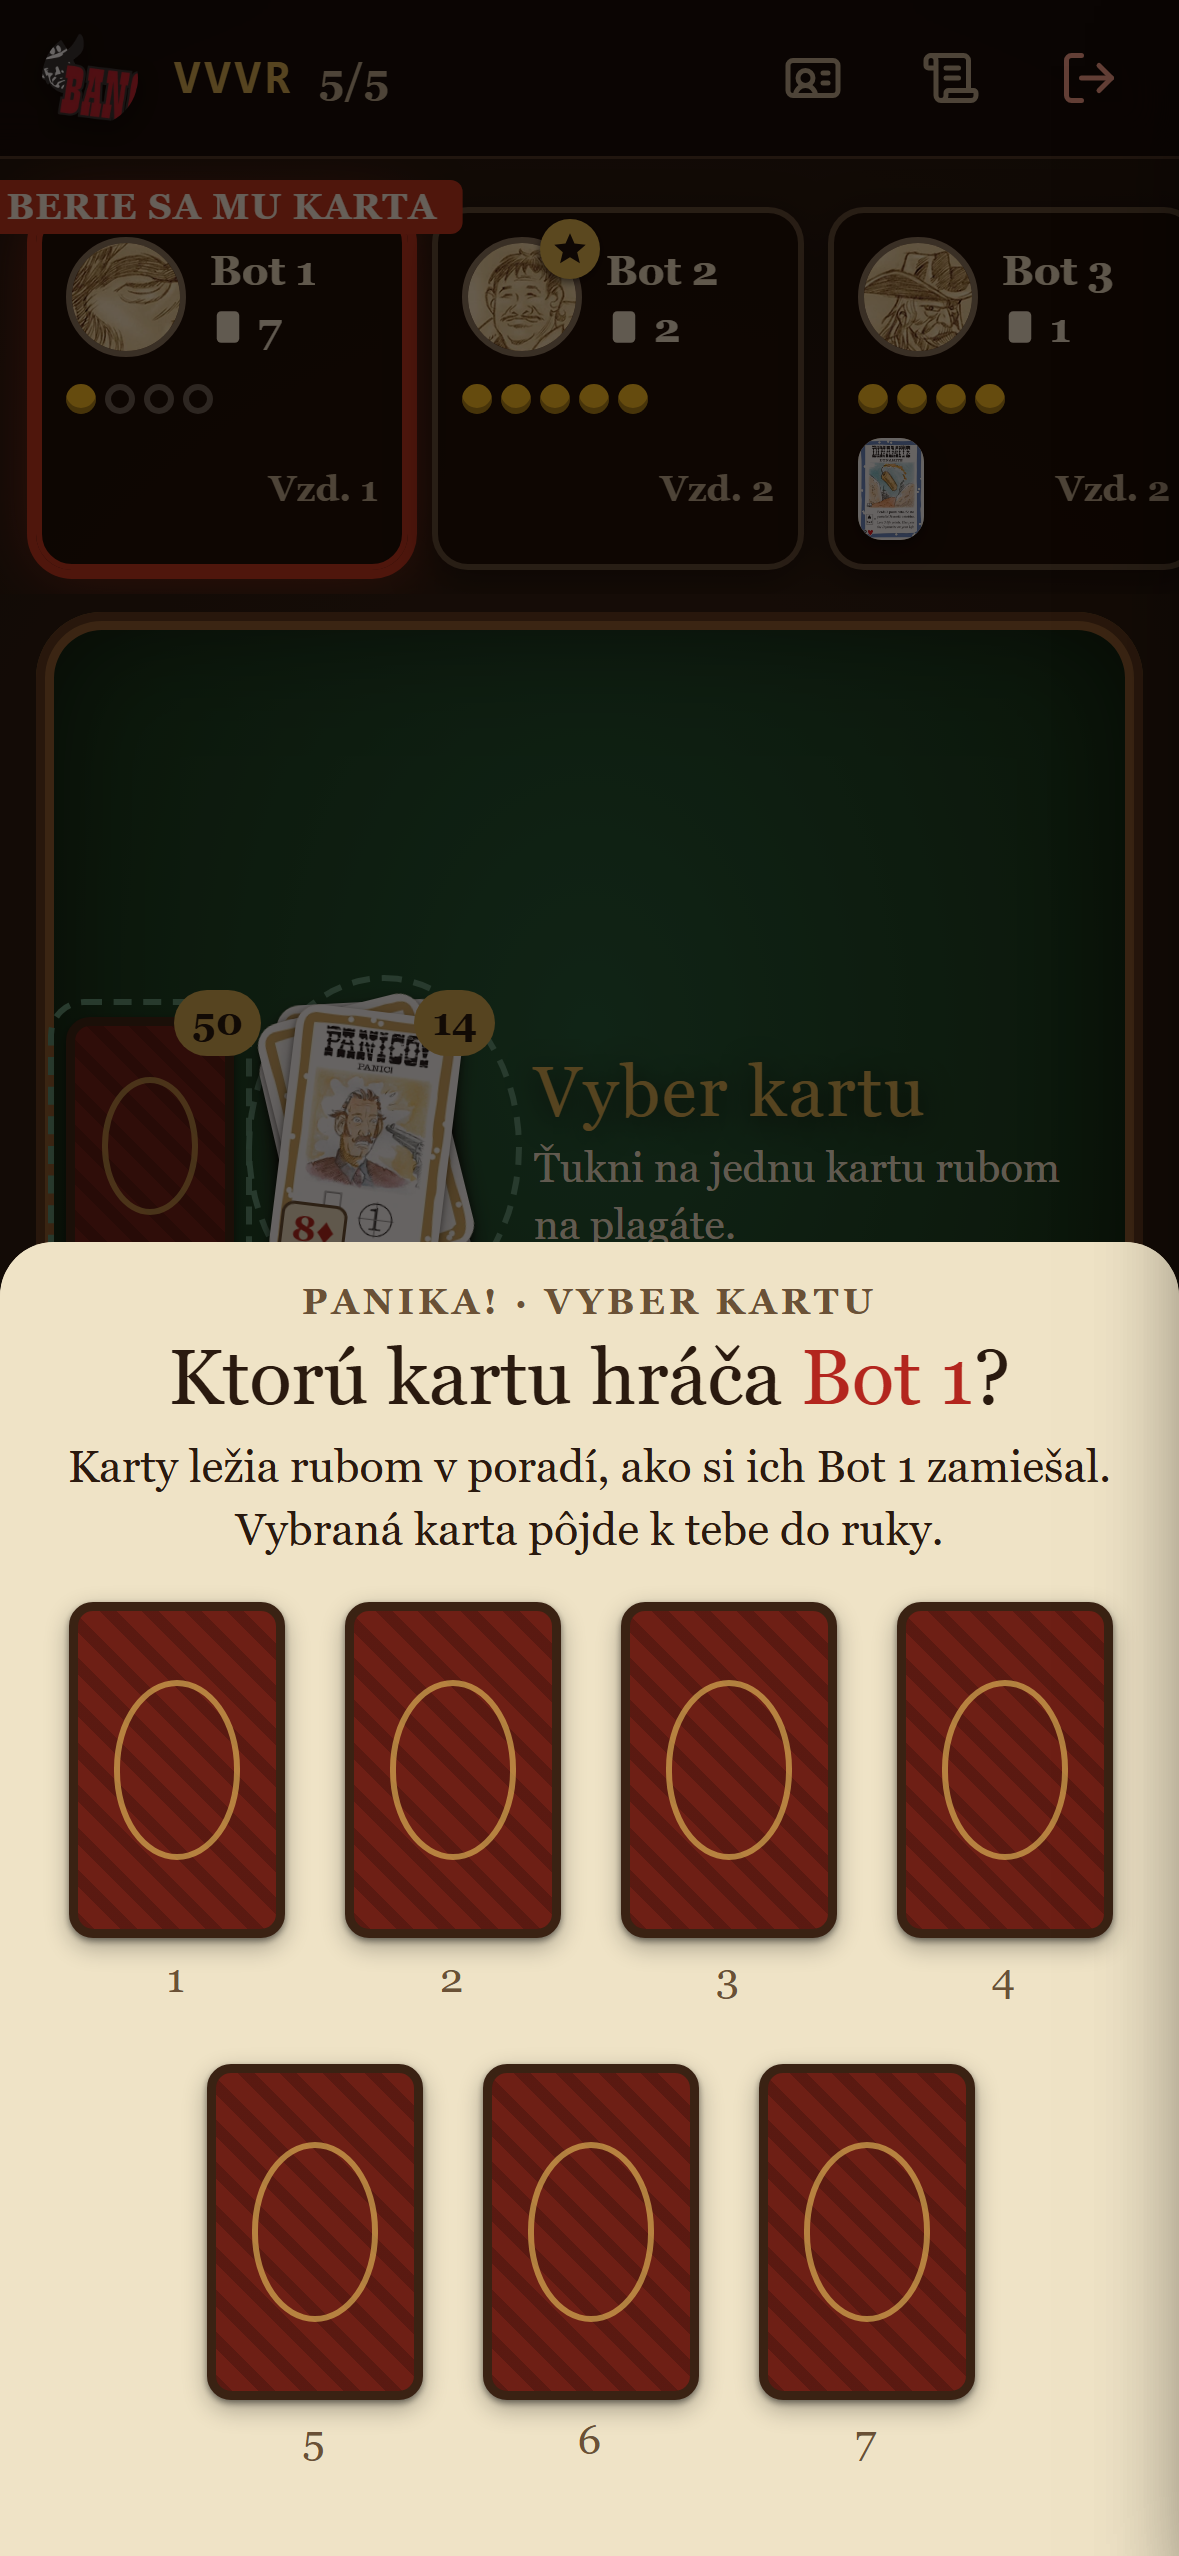 BANG
VVVR 5/5
BERIE SA MU KARTA
Bot 1
7
Vzd. 1
Bot 2
2
Vzd. 2
Bot 3
1
Vzd. 2
50
14
PANICO!
PANIC!
8♦
1
Vyber kartu
Ťukni na jednu kartu rubom
na plagáte.
PANIKA! · VYBER KARTU
Ktorú kartu hráča Bot 1?
Karty ležia rubom v poradí, ako si ich Bot 1 zamiešal.
Vybraná karta pôjde k tebe do ruky.
1 2 3 4
5 6 7